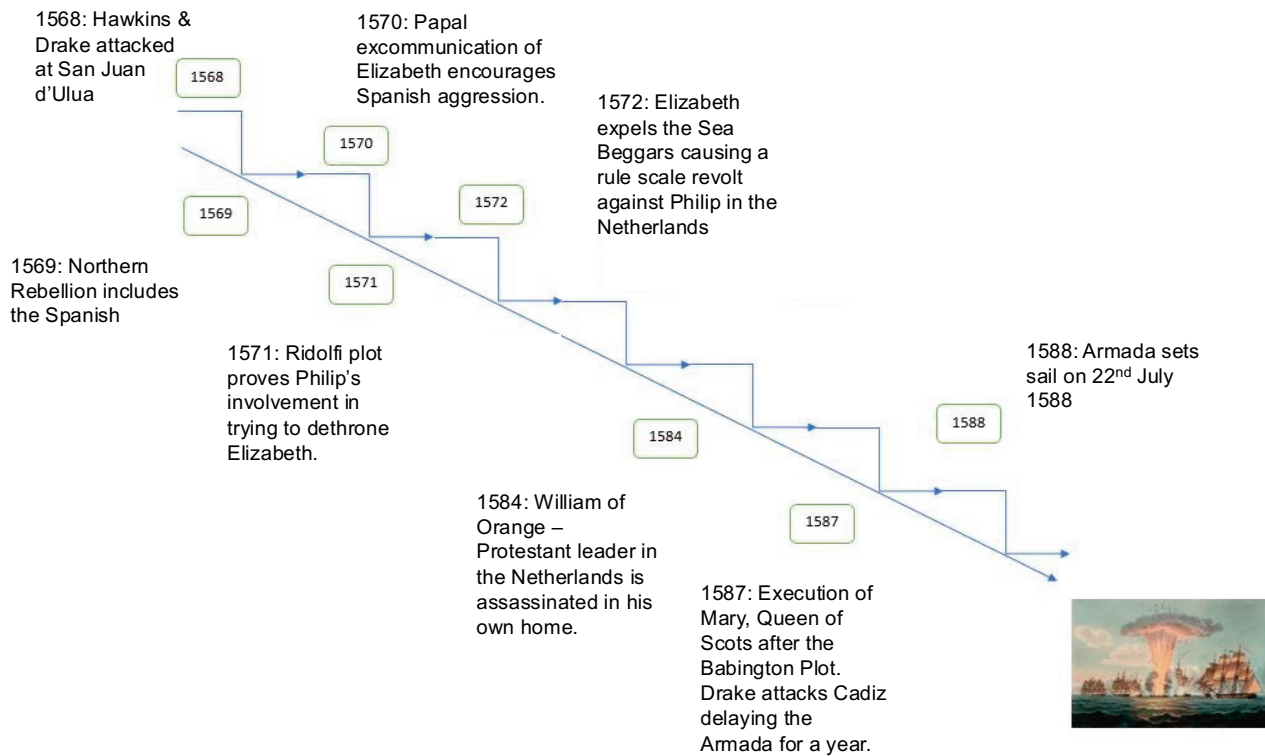 1568: Hawkins &
Drake attacked
at San Juan
d'Ulua
1568
1570: Papal
excommunication of
Elizabeth encourages
Spanish aggression.
1570
1572: Elizabeth
expels the Sea
Beggars causing a
rule scale revolt
against Philip in the
Netherlands
1572
1569
1569: Northern
Rebellion includes
the Spanish
1571
1571: Ridolfi plot
proves Philip's
involvement in
trying to dethrone
Elizabeth.
1584
1584: William of
Orange –
Protestant leader in
the Netherlands is
assassinated in his
own home.
1587
1587: Execution of
Mary, Queen of
Scots after the
Babington Plot.
Drake attacks Cadiz
delaying the
Armada for a year.
1588: Armada sets
sail on 22nd July
1588
1588